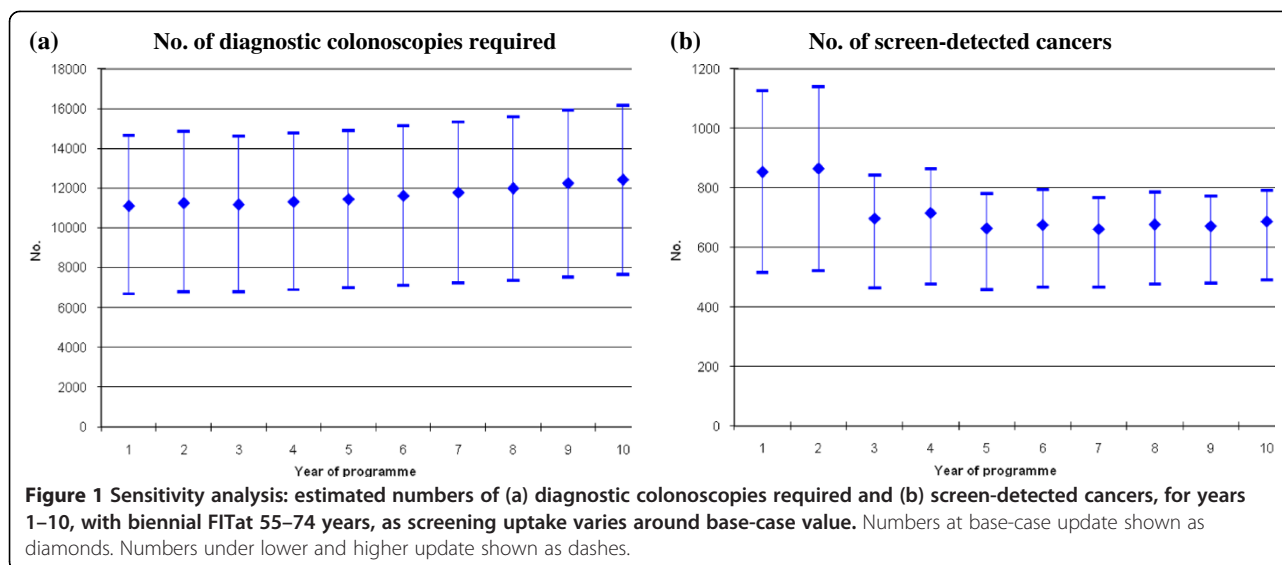 (a) No. of diagnostic colonoscopies required
18000
16000
14000
12000
10000
8000
6000
4000
2000
0
No.
1 2 3 4 5 6 7 8 9 10
Year of programme
(b) No. of screen-detected cancers
1200
1000
800
600
400
200
0
No.
1 2 3 4 5 6 7 8 9 10
Year of programme
Figure 1 Sensitivity analysis: estimated numbers of (a) diagnostic colonoscopies required and (b) screen-detected cancers, for years
1–10, with biennial FITat 55–74 years, as screening uptake varies around base-case value. Numbers at base-case update shown as
diamonds. Numbers under lower and higher update shown as dashes.